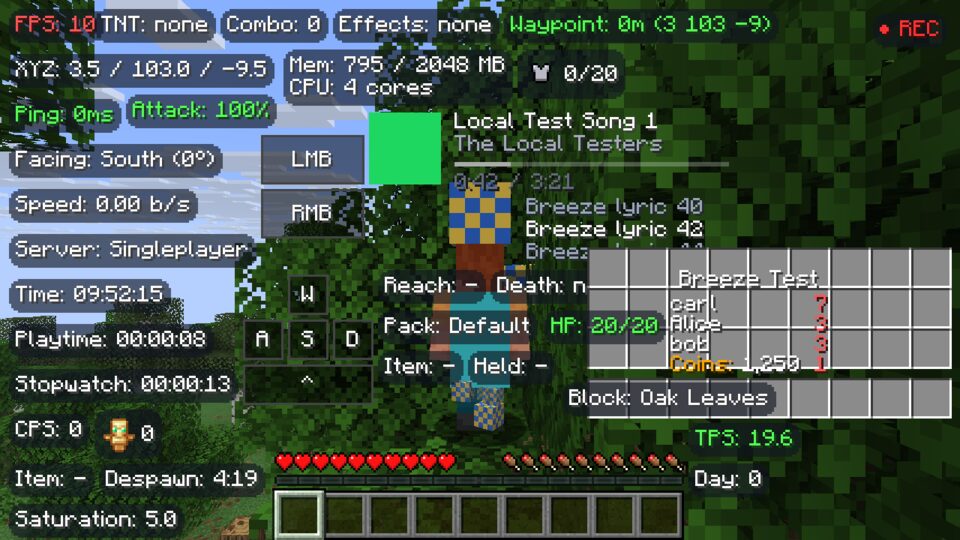 FPS: 10 TNT: none Combo: 0 Effects: none Waypoint: 0m (3 103 -9)
REC
XYZ: 3.5 / 103.0 / -9.5
Mem: 795 / 2048 MB
CPU: 4 cores
0/20
Ping: 0ms
Attack: 100%
Local Test Song 1
The Local Testers
0:42 / 3:21
Breeze lyric 40
Breeze lyric 42
Facing: South (0°)
LMB
RMB
Speed: 0.00 b/s
Server: Singleplayer
Time: 09:52:15
W
A S D
^
Reach: - Death:
Pack: Default HP: 20/20
Item: - Held: -
Breeze Test
carl 7
Alice 3
bob 3
Coins: 1,250 1
Block: Oak Leaves
Playtime: 00:00:08
Stopwatch: 00:00:13
CPS: 0
0
TPS: 19.6
Item: - Despawn: 4:19
Day: 0
Saturation: 5.0